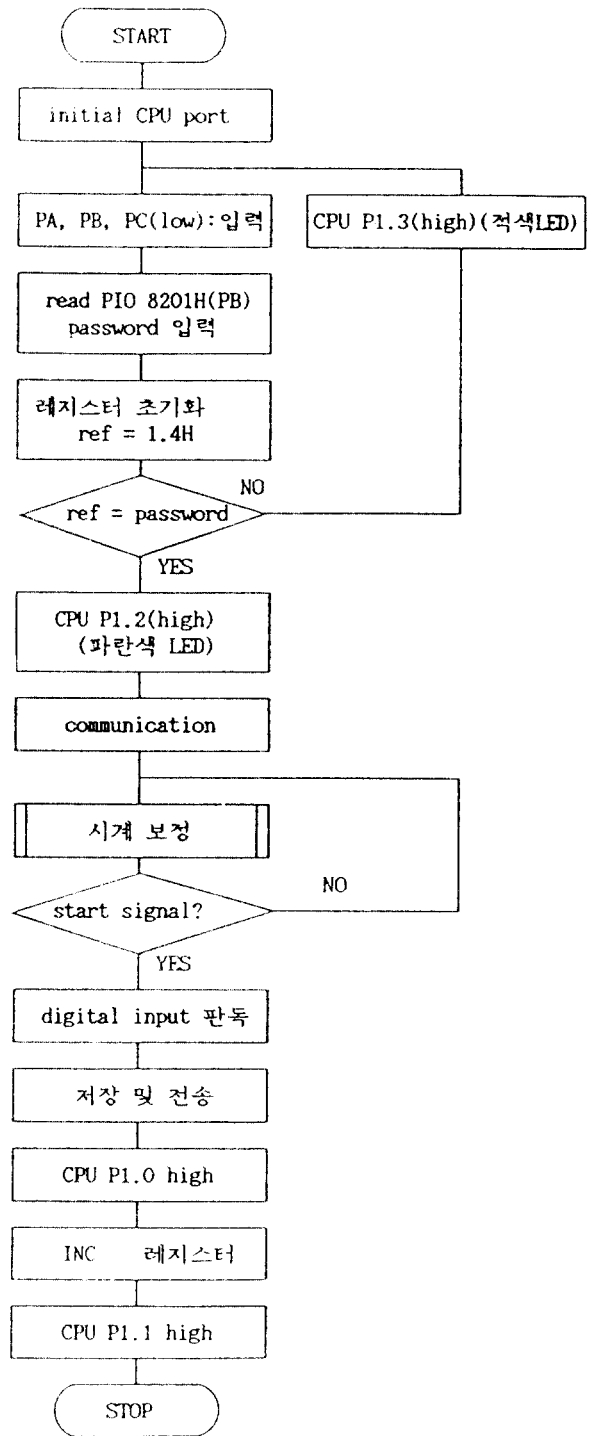 START
initial CPU port
PA, PB, PC(low):입력
CPU P1.3(high)(적색LED)
read PIO 8201H(PB)
password 입력
레지스터 초기화
ref = 1.4H
NO
ref = password
YES
CPU P1.2(high)
(파란색 LED)
communication
시계 보정
NO
start signal?
YES
digital input 판독
저장 및 전송
CPU P1.0 high
INC 레지스터
CPU P1.1 high
STOP